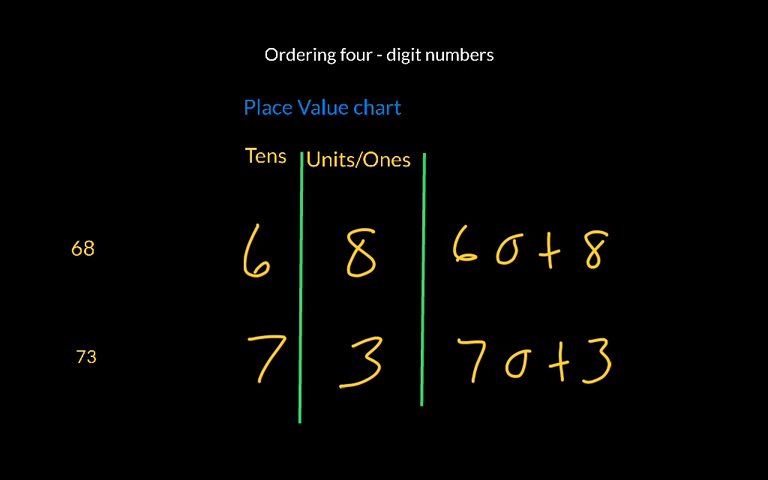 Ordering four - digit numbers
Place Value chart
Tens Units/Ones
68 6 8 60+8
73 7 3 70+3